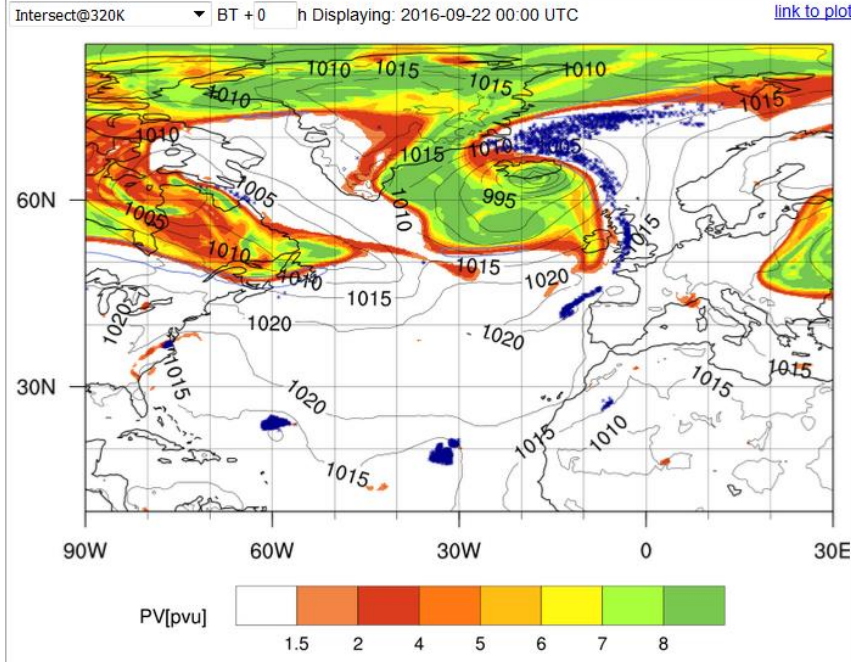 Intersect@320K BT + 0 h Displaying: 2016-09-22 00:00 UTC link to plot
1010 1015 1010
1015
1010 1015
1010
1015 1010 1005
1005 995
60N
1005 1010 1015
1010
1010 1015 1020
1015
1020 1020 1020
30N
1015 1020 1015 1015
1015 1010
1015
90W 60W 30W 0 30E
PV[pvu]
1.5 2 4 5 6 7 8